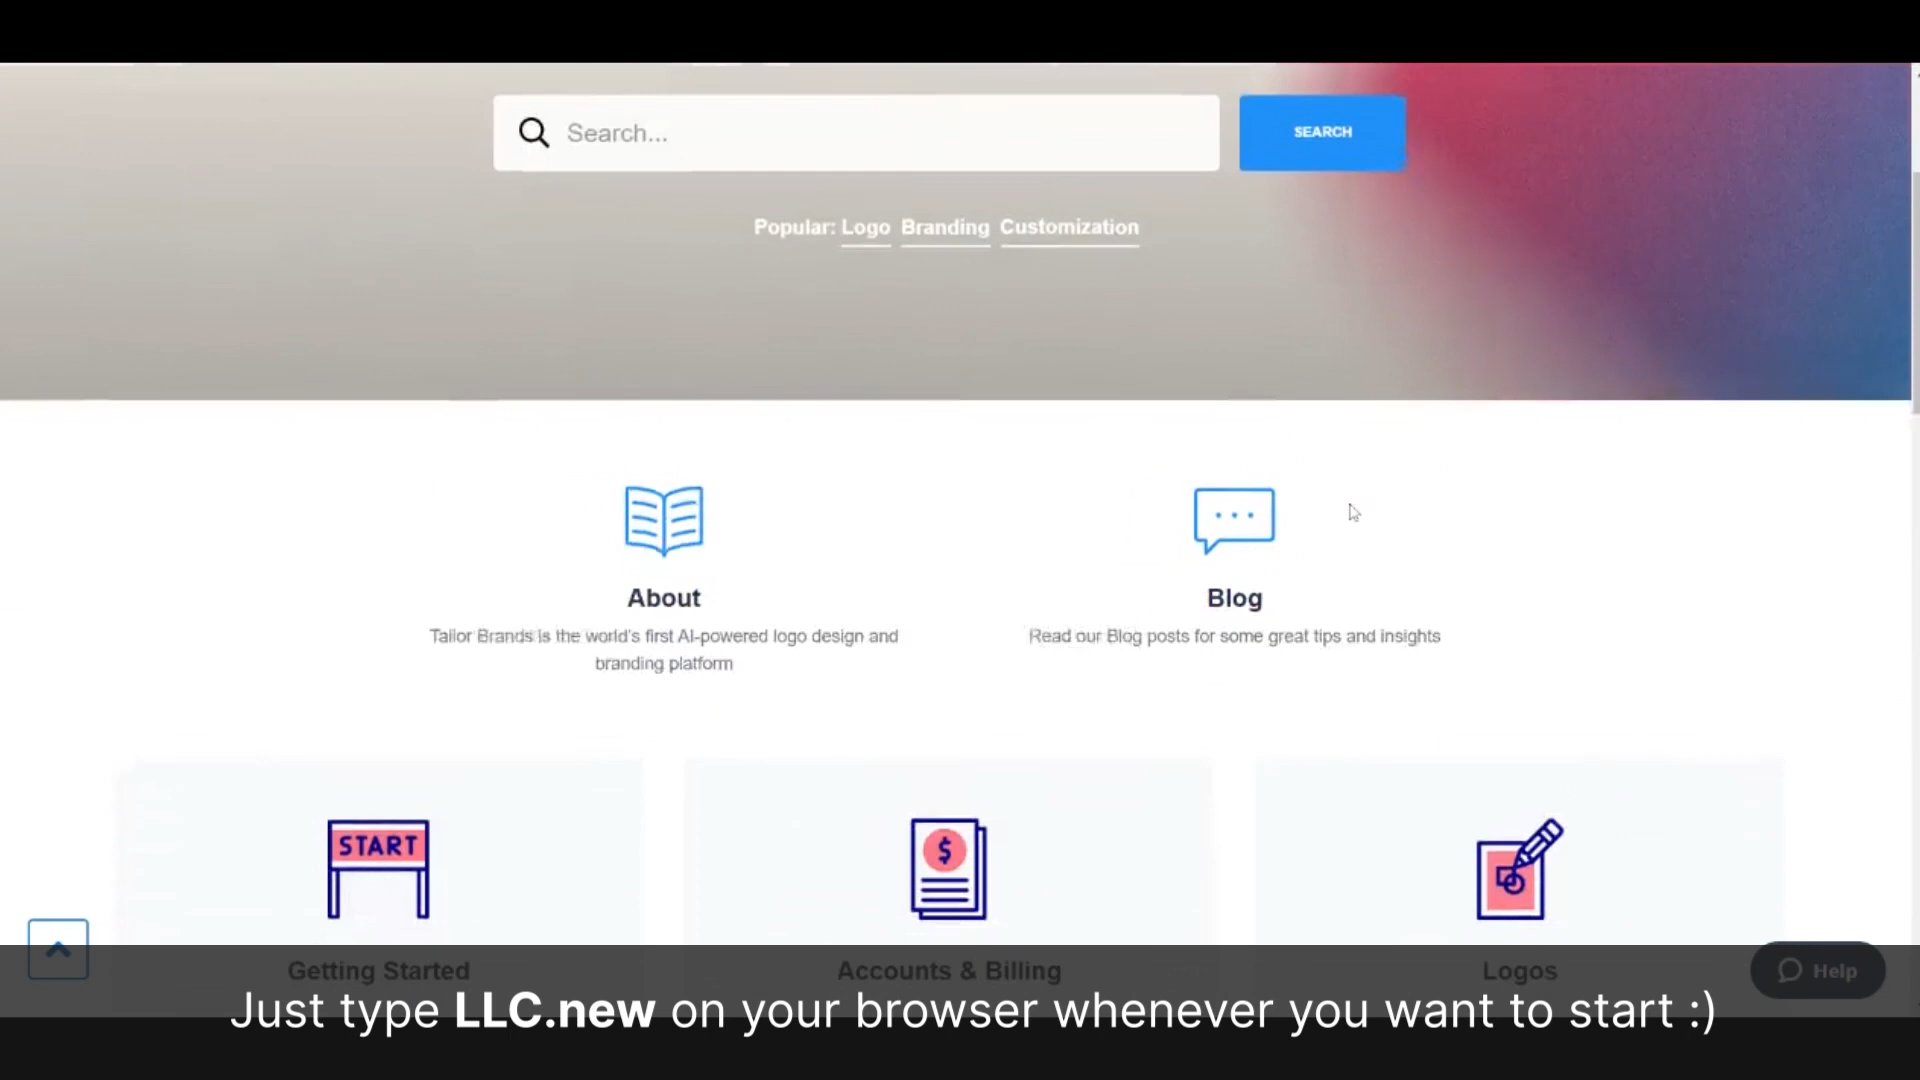 Search...
SEARCH
Popular: Logo Branding Customization
About
Blog
Tailor Brands is the world's first AI-powered logo design and
branding platform
Read our Blog posts for some great tips and insights
START
$
Getting Started
Accounts & Billing
Logos
Help
Just type LLC.new on your browser whenever you want to start :)